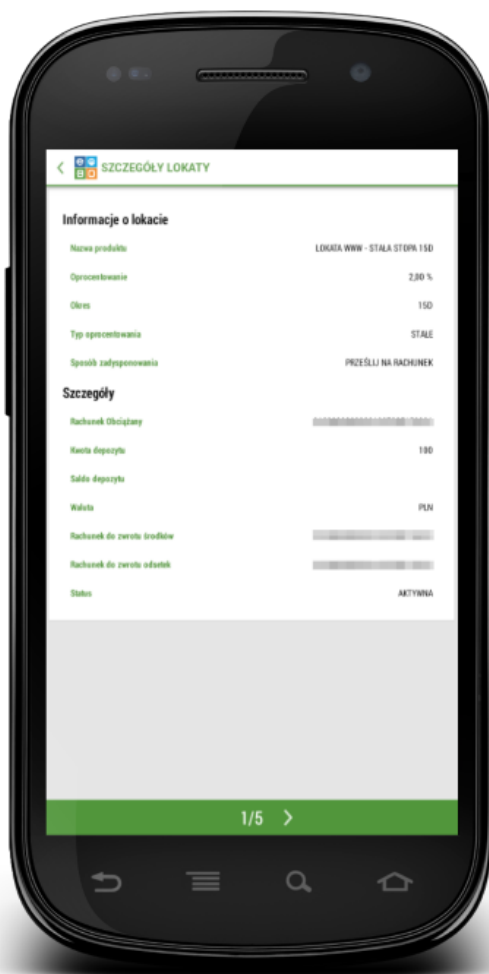 SZCZEGÓŁY LOKATY
Informacje o lokacie
Nazwa produktu LOKATA WWW - STAŁA STOPA 15D
Oprocentowanie 2,00 %
Okres 15D
Typ oprocentowania STAŁE
Sposób zadysponowania PRZEŚLIJ NA RACHUNEK
Szczegóły
Rachunek Obciążany
Kwota depozytu 100
Saldo depozytu
Waluta PLN
Rachunek do zwrotu środków
Rachunek do zwrotu odsetek
Status AKTYWNA
1/5